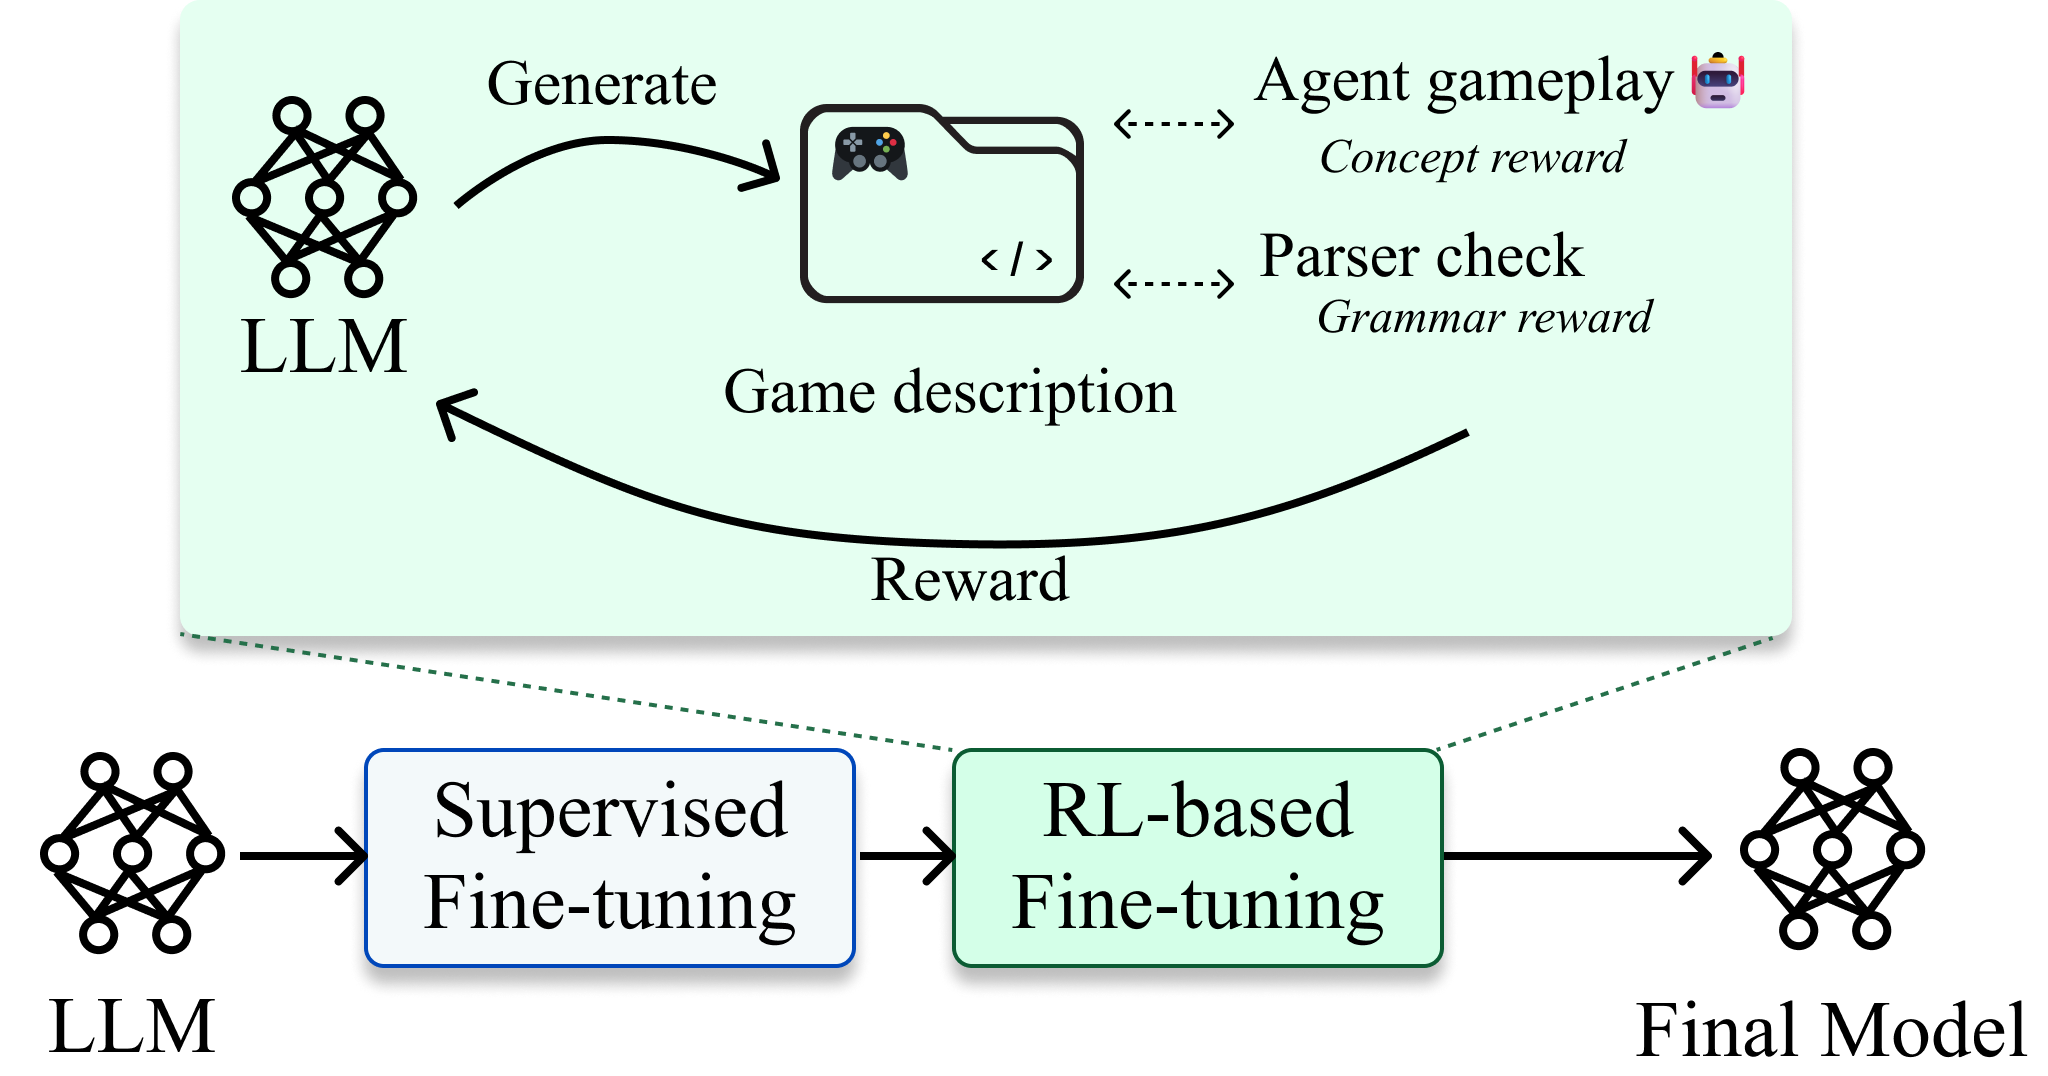 Generate
Agent gameplay
Concept reward
Parser check
Grammar reward
</>
LLM
Game description
Reward
Supervised
Fine-tuning
RL-based
Fine-tuning
LLM
Final Model